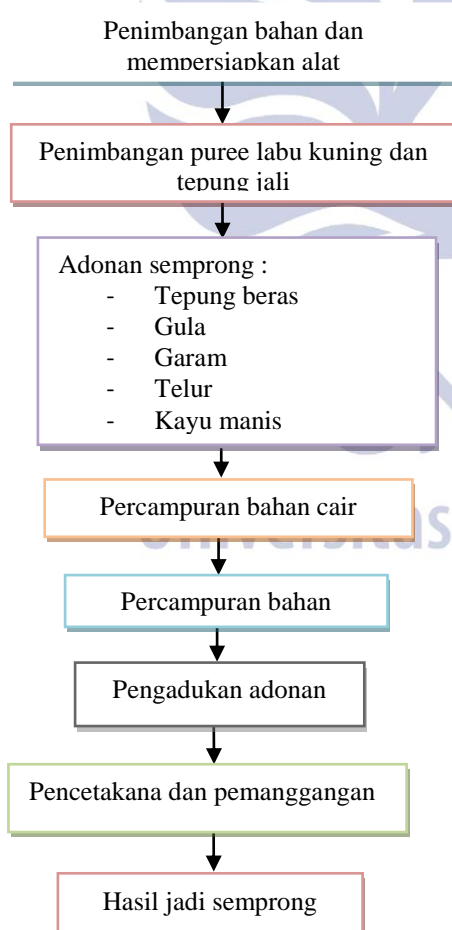 Penimbangan bahan dan
mempersiapkan alat
Penimbangan puree labu kuning dan
tepung jali
Adonan semprong :
- Tepung beras
- Gula
- Garam
- Telur
- Kayu manis
Percampuran bahan cair
Universitas
Percampuran bahan
Pengadukan adonan
Pencetakana dan pemanggangan
Hasil jadi semprong